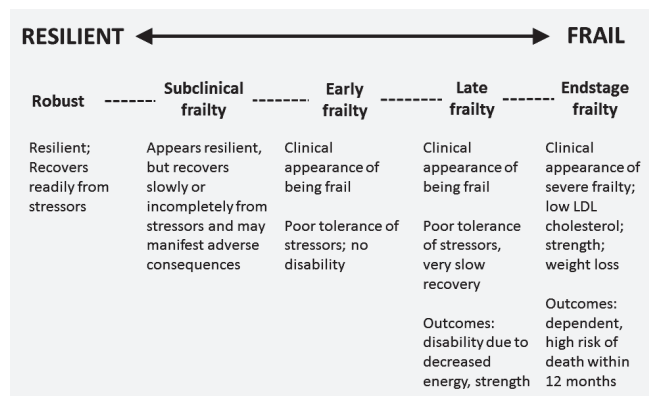 RESILIENT
FRAIL
Robust
Subclinical
frailty
Early
frailty
Late
frailty
Endstage
frailty
Resilient;
Recovers
readily from
stressors
Appears resilient,
but recovers
slowly or
incompletely from
stressors and may
manifest adverse
consequences
Clinical
appearance of
being frail
Poor tolerance of
stressors; no
disability
Clinical
appearance of
being frail
Poor tolerance
of stressors,
very slow
recovery
Outcomes:
disability due to
decreased
energy, strength
Clinical
appearance of
severe frailty;
low LDL
cholesterol;
strength;
weight loss
Outcomes:
dependent,
high risk of
death within
12 months